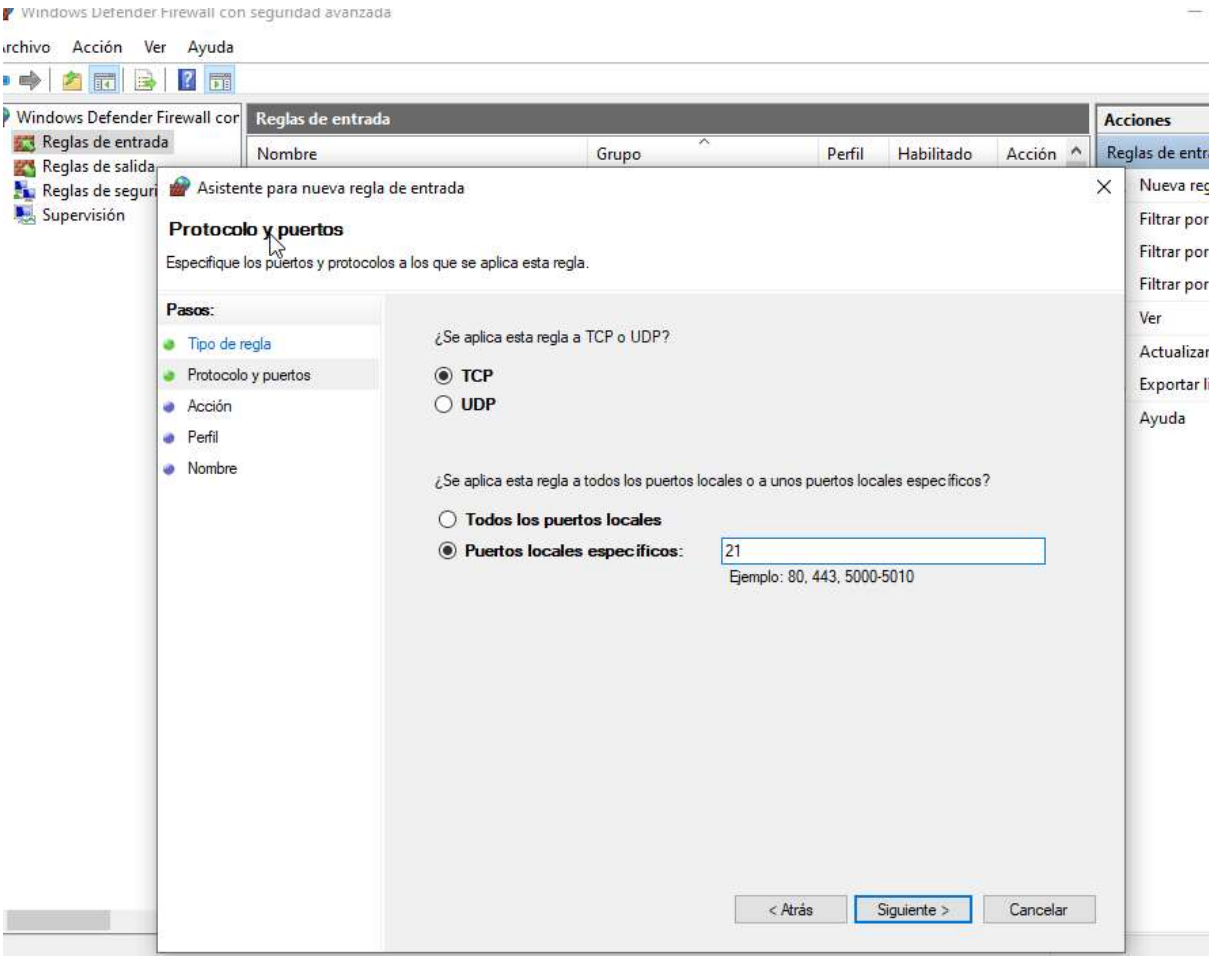 Windows Defender Firewall con seguridad avanzada
Archivo Acción Ver Ayuda
Windows Defender Firewall con
Reglas de entrada
Reglas de salida
Reglas de seguri
Supervisión
Reglas de entrada
Nombre Grupo Perfil Habilitado Acción
Acciones
Reglas de entr
Nueva reg
Filtrar por
Filtrar por
Filtrar por
Ver
Actualizar
Exportar li
Ayuda
Asistente para nueva regla de entrada
Protocolo y puertos
Especifique los puertos y protocolos a los que se aplica esta regla.
Pasos:
Tipo de regla
Protocolo y puertos
Acción
Perfil
Nombre
¿Se aplica esta regla a TCP o UDP?
TCP
UDP
¿Se aplica esta regla a todos los puertos locales o a unos puertos locales específicos?
Todos los puertos locales
Puertos locales específicos: 21
Ejemplo: 80, 443, 5000-5010
< Atrás Siguiente > Cancelar